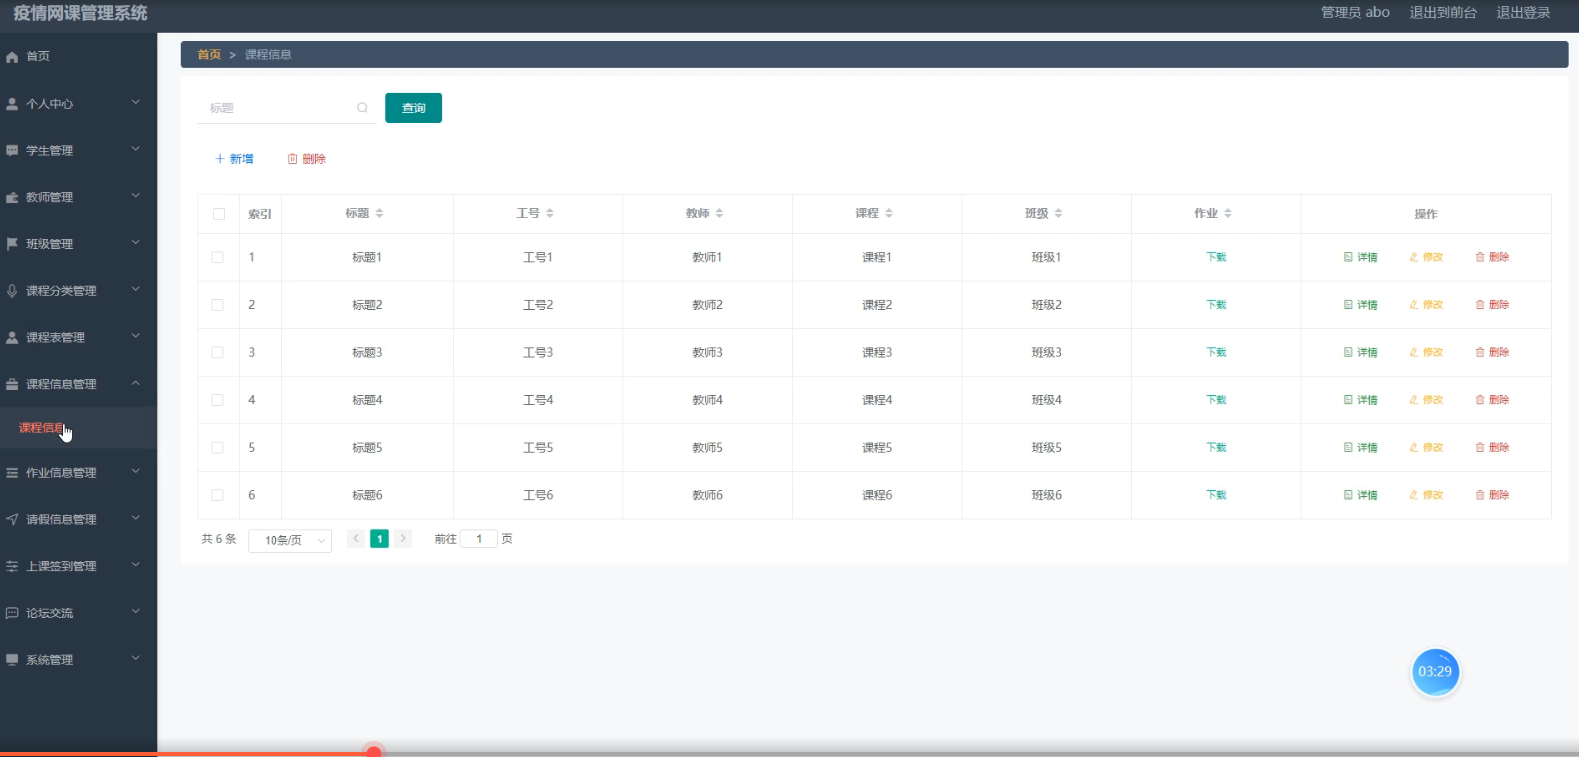 疫情网课管理系统
管理员 abo 退出到前台 退出登录
首页
个人中心
学生管理
教师管理
班级管理
课程分类管理
课程表管理
课程信息管理
课程信息
作业信息管理
请假信息管理
上课签到管理
论坛交流
系统管理
首页 > 课程信息
标题 查询
新增 删除
索引 标题 工号 教师 课程 班级 作业 操作
1 标题1 工号1 教师1 课程1 班级1 下载 详情 修改 删除
2 标题2 工号2 教师2 课程2 班级2 下载 详情 修改 删除
3 标题3 工号3 教师3 课程3 班级3 下载 详情 修改 删除
4 标题4 工号4 教师4 课程4 班级4 下载 详情 修改 删除
5 标题5 工号5 教师5 课程5 班级5 下载 详情 修改 删除
6 标题6 工号6 教师6 课程6 班级6 下载 详情 修改 删除
共 6 条 10条/页 < 1 > 前往 1 页
03:29